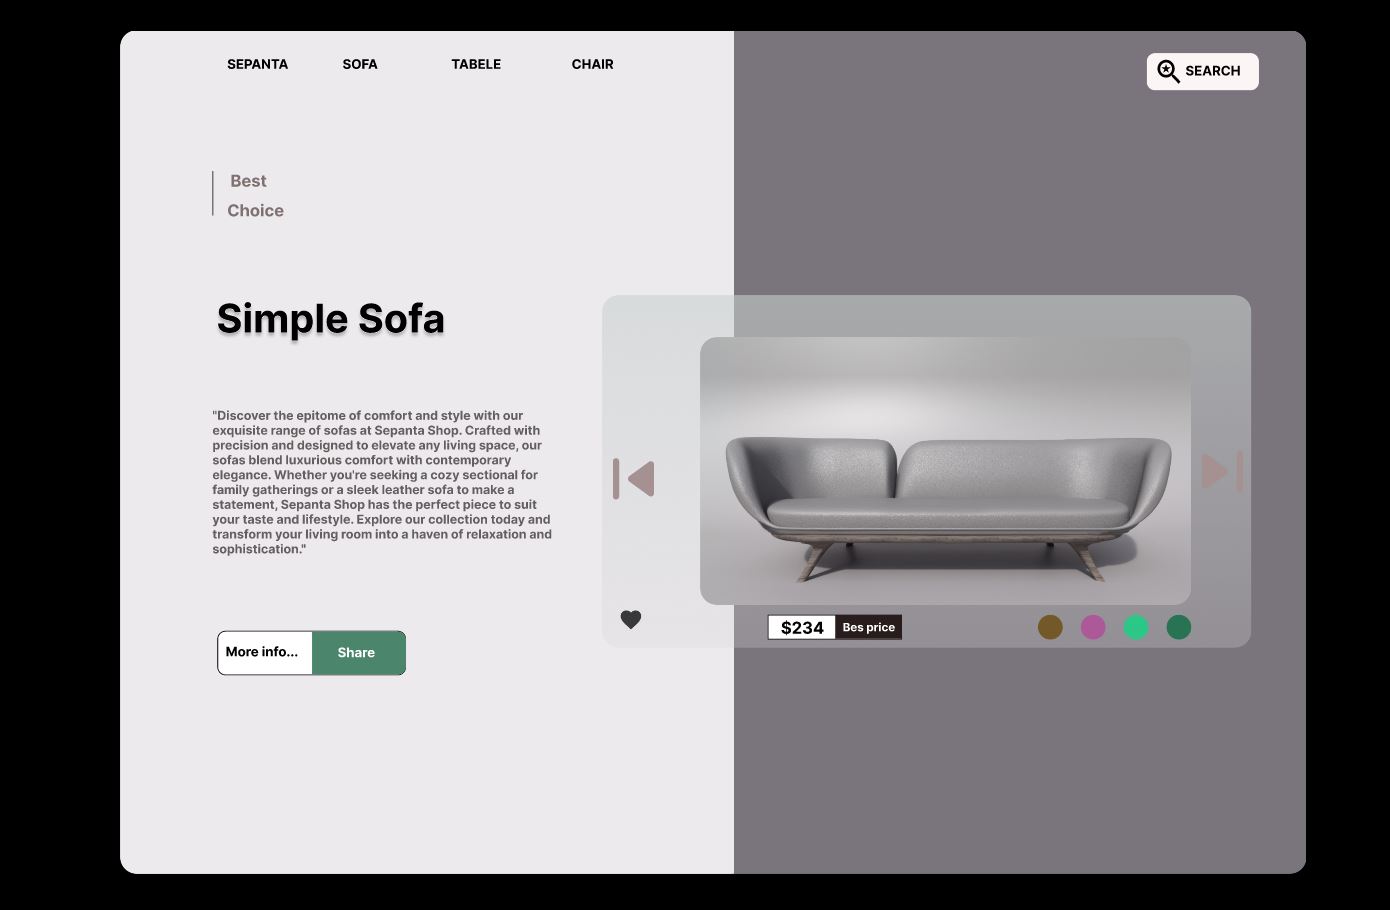 SEPANTA SOFA TABELE CHAIR
SEARCH
Best
Choice
Simple Sofa
"Discover the epitome of comfort and style with our
exquisite range of sofas at Sepanta Shop. Crafted with
precision and designed to elevate any living space, our
sofas blend luxurious comfort with contemporary
elegance. Whether you're seeking a cozy sectional for
family gatherings or a sleek leather sofa to make a
statement, Sepanta Shop has the perfect piece to suit
your taste and lifestyle. Explore our collection today and
transform your living room into a haven of relaxation and
sophistication."
More info... Share
$234 Bes price